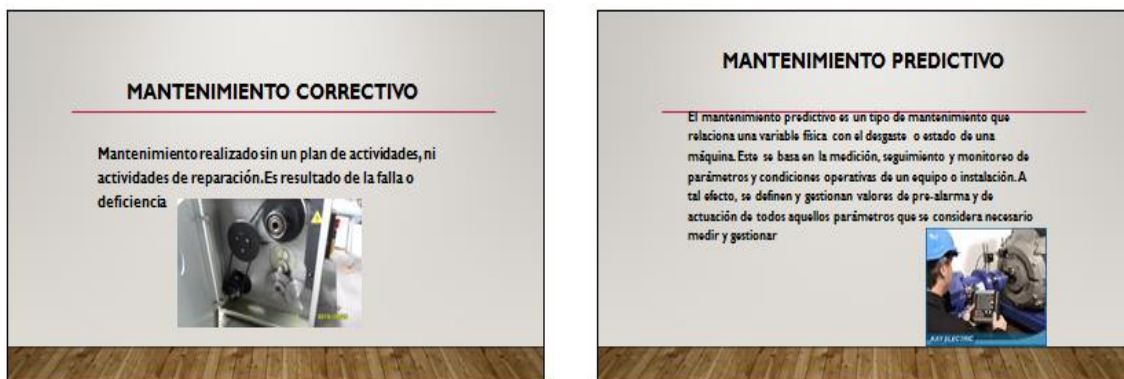 MANTENIMIENTO CORRECTIVO
Mantenimiento realizado sin un plan de actividades, ni
actividades de reparación. Es resultado de la falla o
deficiencia
MANTENIMIENTO PREDICTIVO
El mantenimiento predictivo es un tipo de mantenimiento que
relaciona una variable física con el desgaste o estado de una
máquina. Este se basa en la medición, seguimiento y monitoreo de
parámetros y condiciones operativas de un equipo o instalación. A
tal efecto, se definen y gestionan valores de pre-alarma y de
actuación de todos aquellos parámetros que se considera necesario
medir y gestionar
ELECTRIC